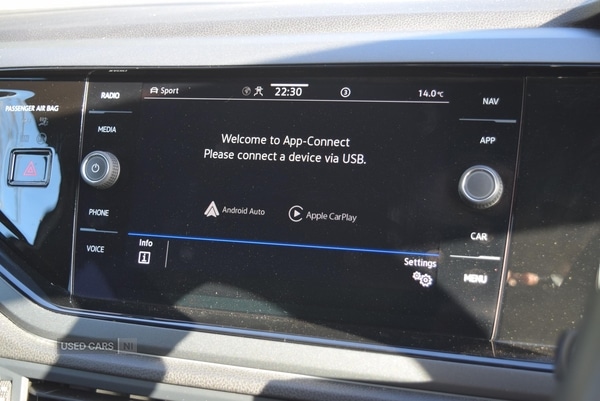 PASSENGER AIR BAG
RADIO
MEDIA
PHONE
VOICE
Sport
22:30
3
14.0°C
Welcome to App-Connect
Please connect a device via USB.
Android Auto
Apple CarPlay
Info
Settings
NAV
APP
CAR
MENU
USED CARS NI